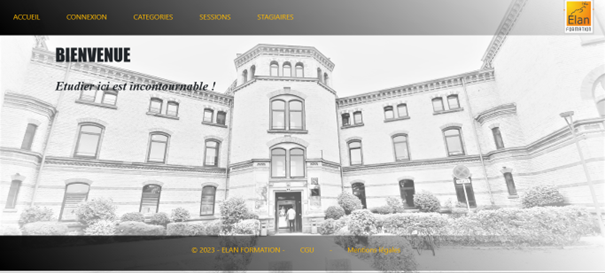 ACCUEIL CONNEXION CATEGORIES SESSIONS STAGIAIRES
Elan
FORMATION
BIENVENUE
Etudier ici est incontournable !
© 2023 - ELAN FORMATION - CGU Mentions légales